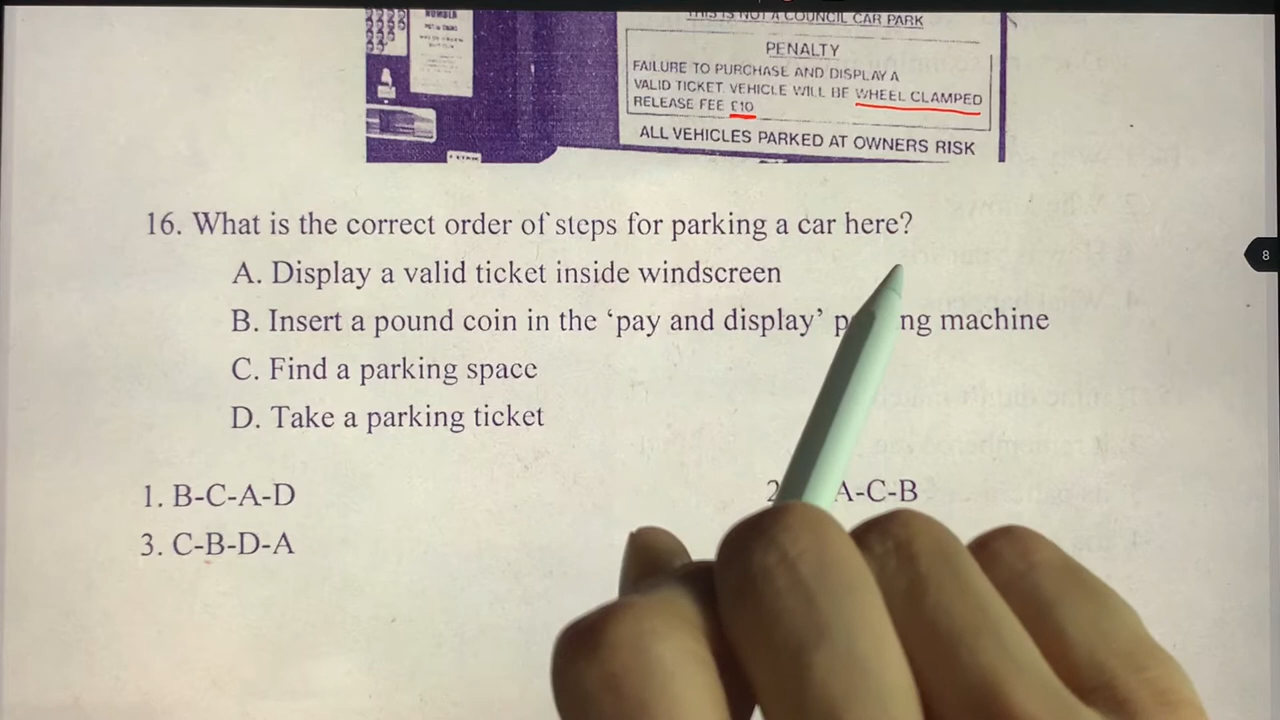 THIS IS NOT A COUNCIL CAR PARK
NUMBER
PENALTY
FAILURE TO PURCHASE AND DISPLAY A
VALID TICKET. VEHICLE WILL BE WHEEL CLAMPED
RELEASE FEE £10
ALL VEHICLES PARKED AT OWNERS RISK
16. What is the correct order of steps for parking a car here?
A. Display a valid ticket inside windscreen
B. Insert a pound coin in the ‘pay and display’ p ng machine
C. Find a parking space
D. Take a parking ticket
1. B-C-A-D
2 A-C-B
3. C-B-D-A
8